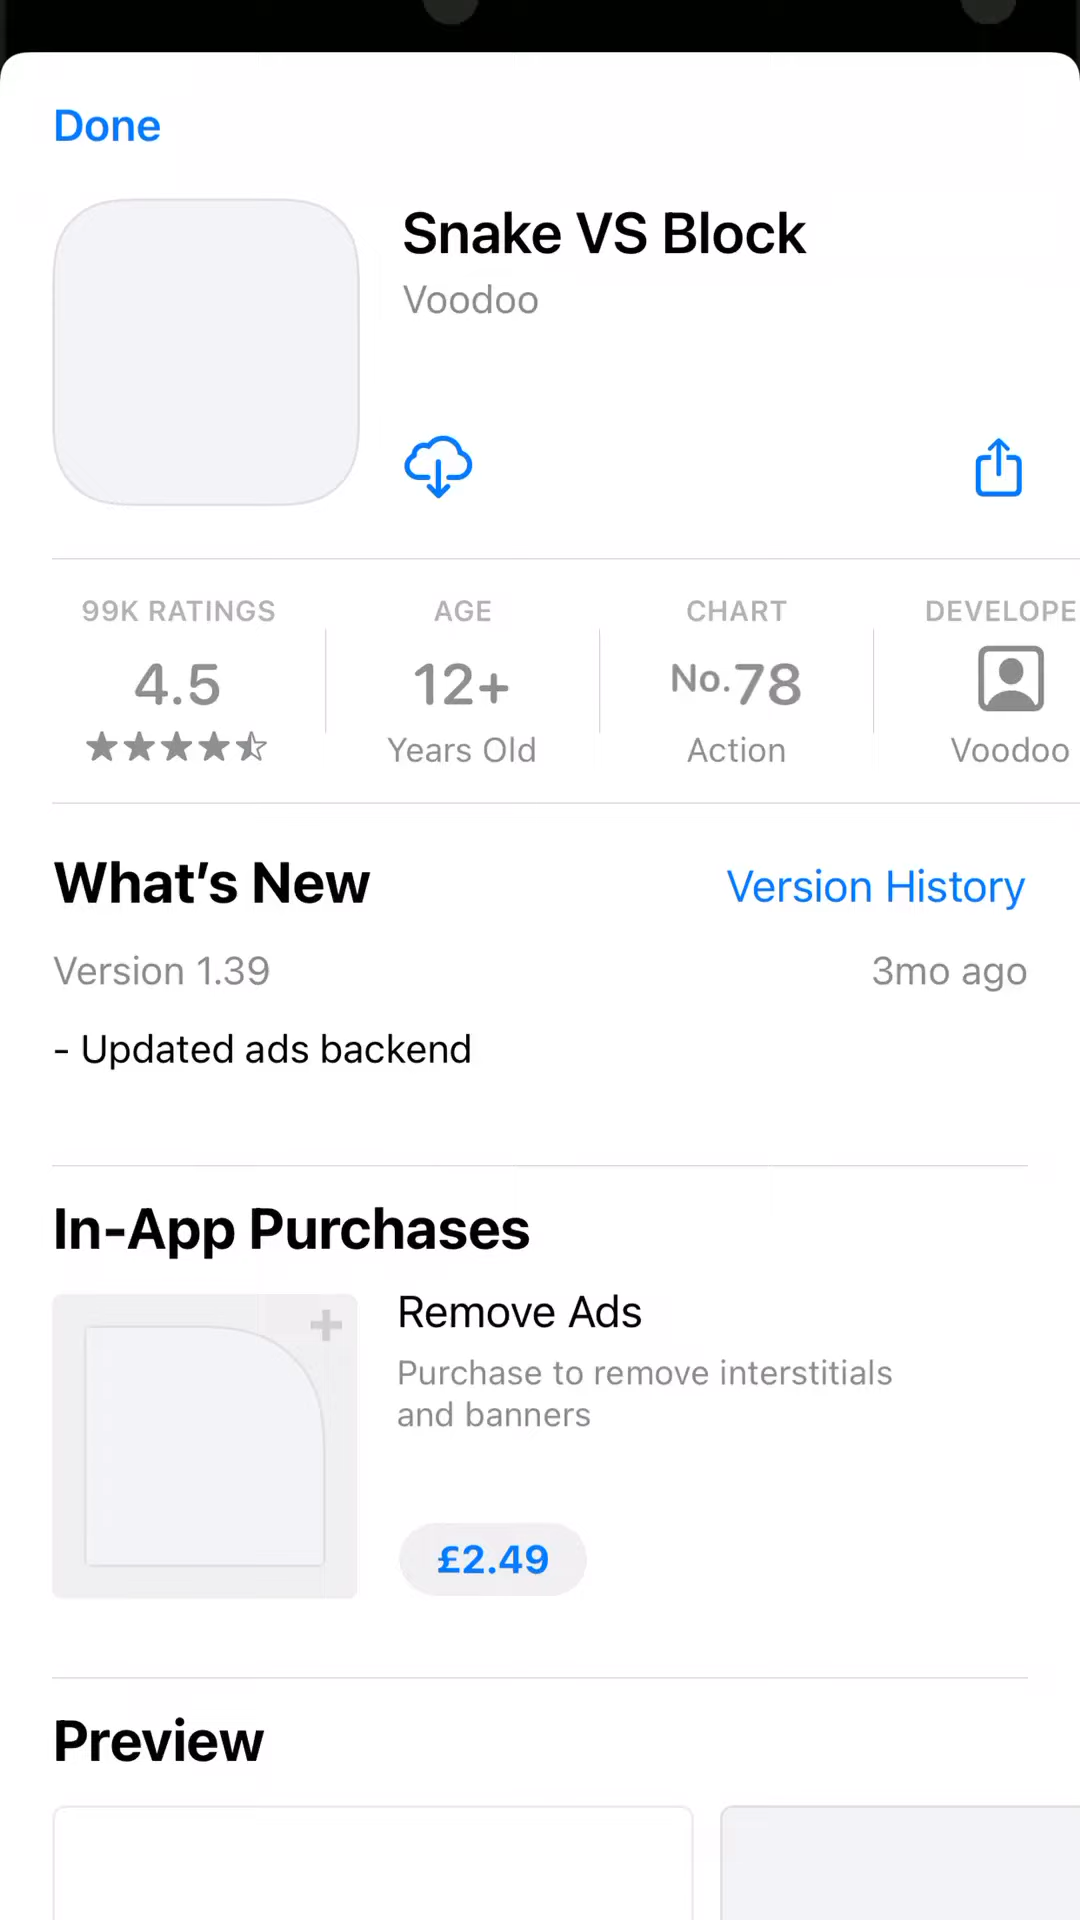 Done
Snake VS Block
Voodoo
99K RATINGS
4.5
AGE
12+
Years Old
CHART
No.78
Action
DEVELOPE
Voodoo
What's New
Version History
Version 1.39
3mo ago
- Updated ads backend
In-App Purchases
Remove Ads
Purchase to remove interstitials
and banners
£2.49
Preview